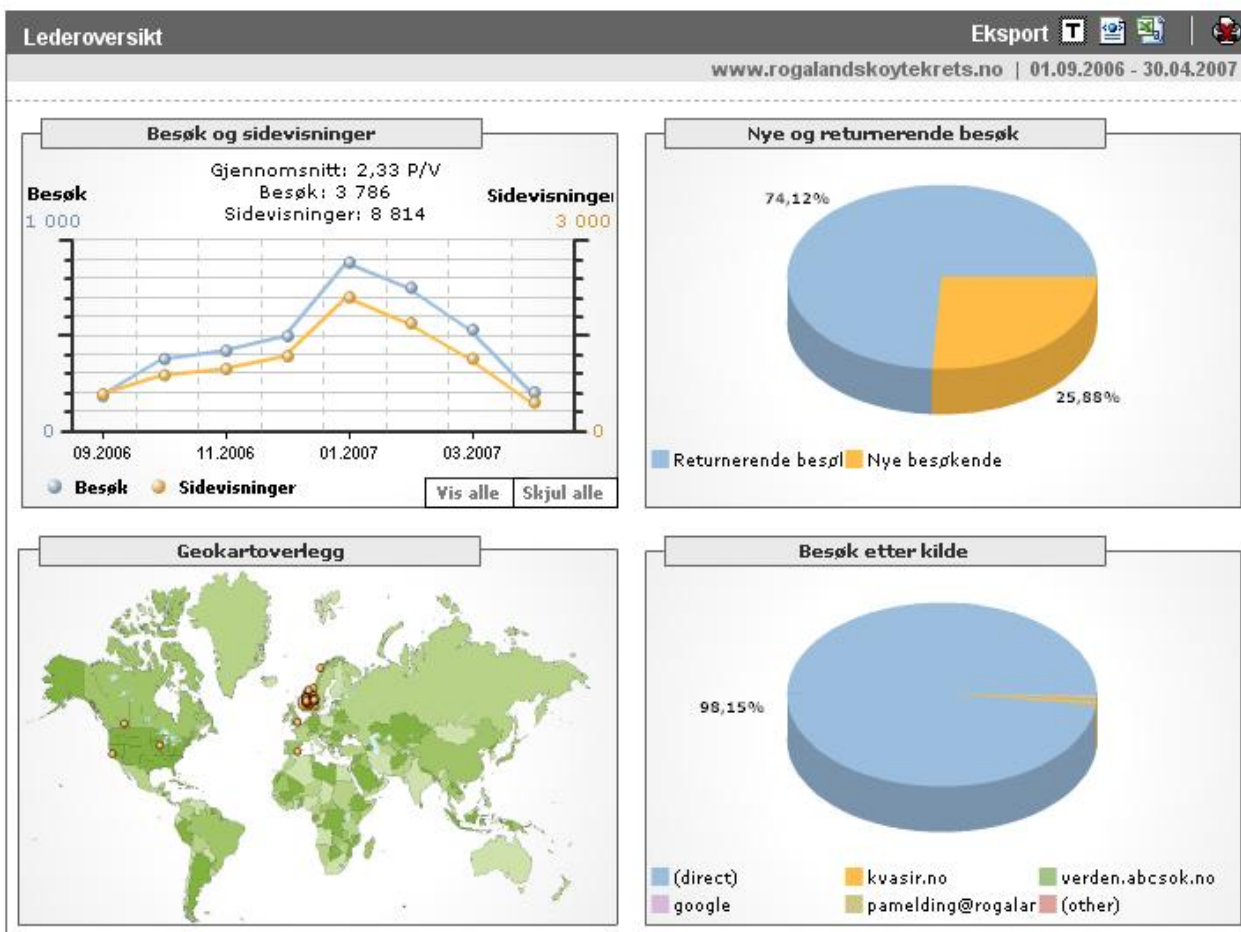 Lederoversikt
Eksport T
www.rogalandskoytekrets.no | 01.09.2006 - 30.04.2007
Besøk og sidevisninger
Gjennomsnitt: 2,33 P/V
Besøk: 3 786
Sidevisninger: 8 814
Besøk
1 000
Sidevisninge
3 000
0
0
09.2006 11.2006 01.2007 03.2007
Besøk Sidevisninger
Vis alle Skjul alle
Nye og returnerende besøk
74,12%
25,88%
Returnerende besøl Nye besøkende
Geokartoverlegg
Besøk etter kilde
98,15%
(direct) kvasir.no verden.abcsok.no
google pamelding@rogalar (other)